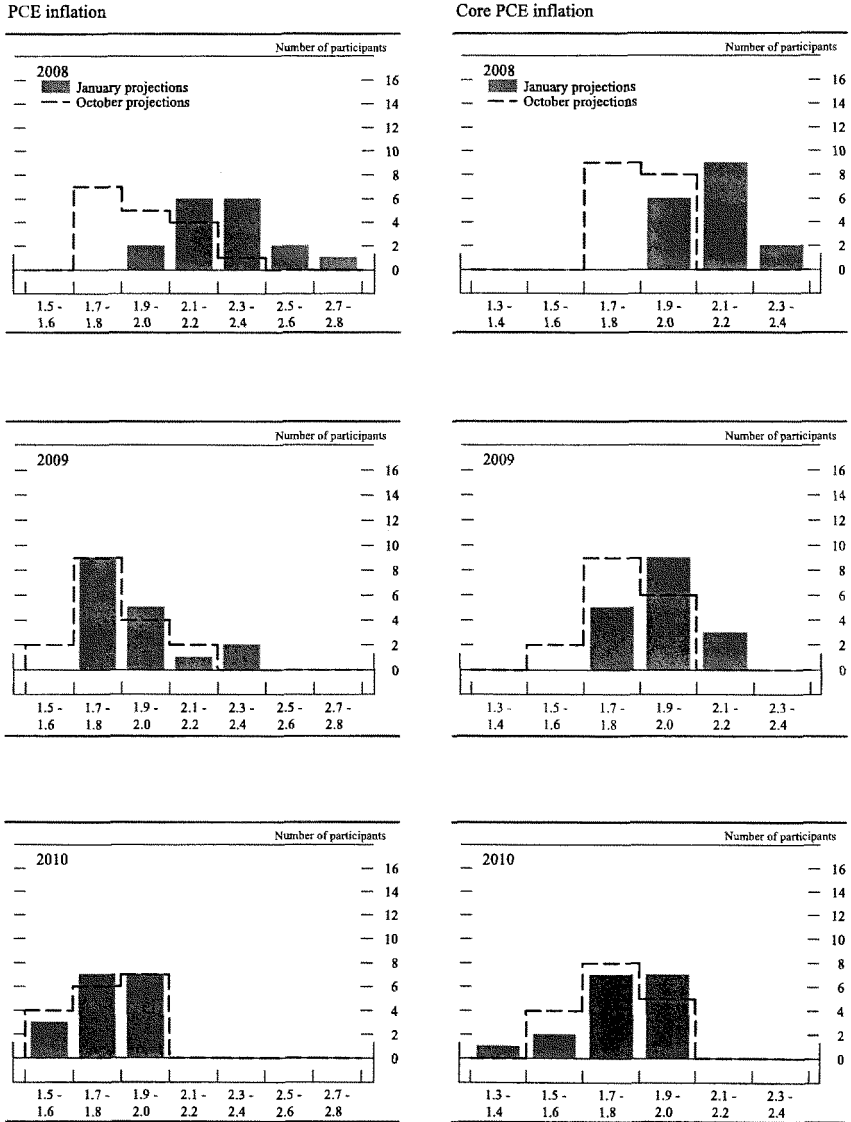 PCE inflation
Number of participants
2008
January projections
October projections
16
14
12
10
8
6
4
2
0
1.5 - 1.7 - 1.9 - 2.1 - 2.3 - 2.5 - 2.7 -
1.6 1.8 2.0 2.2 2.4 2.6 2.8
Core PCE inflation
Number of participants
2008
January projections
October projections
16
14
12
10
8
6
4
2
0
1.3 - 1.5 - 1.7 - 1.9 - 2.1 - 2.3 -
1.4 1.6 1.8 2.0 2.2 2.4
Number of participants
2009
16
14
12
10
8
6
4
2
0
1.5 - 1.7 - 1.9 - 2.1 - 2.3 - 2.5 - 2.7 -
1.6 1.8 2.0 2.2 2.4 2.6 2.8
Number of participants
2009
16
14
12
10
8
6
4
2
0
1.3 - 1.5 - 1.7 - 1.9 - 2.1 - 2.3 -
1.4 1.6 1.8 2.0 2.2 2.4
Number of participants
2010
16
14
12
10
8
6
4
2
0
1.5 - 1.7 - 1.9 - 2.1 - 2.3 - 2.5 - 2.7 -
1.6 1.8 2.0 2.2 2.4 2.6 2.8
Number of participants
2010
16
14
12
10
8
6
4
2
0
1.3 - 1.5 - 1.7 - 1.9 - 2.1 - 2.3 -
1.4 1.6 1.8 2.0 2.2 2.4